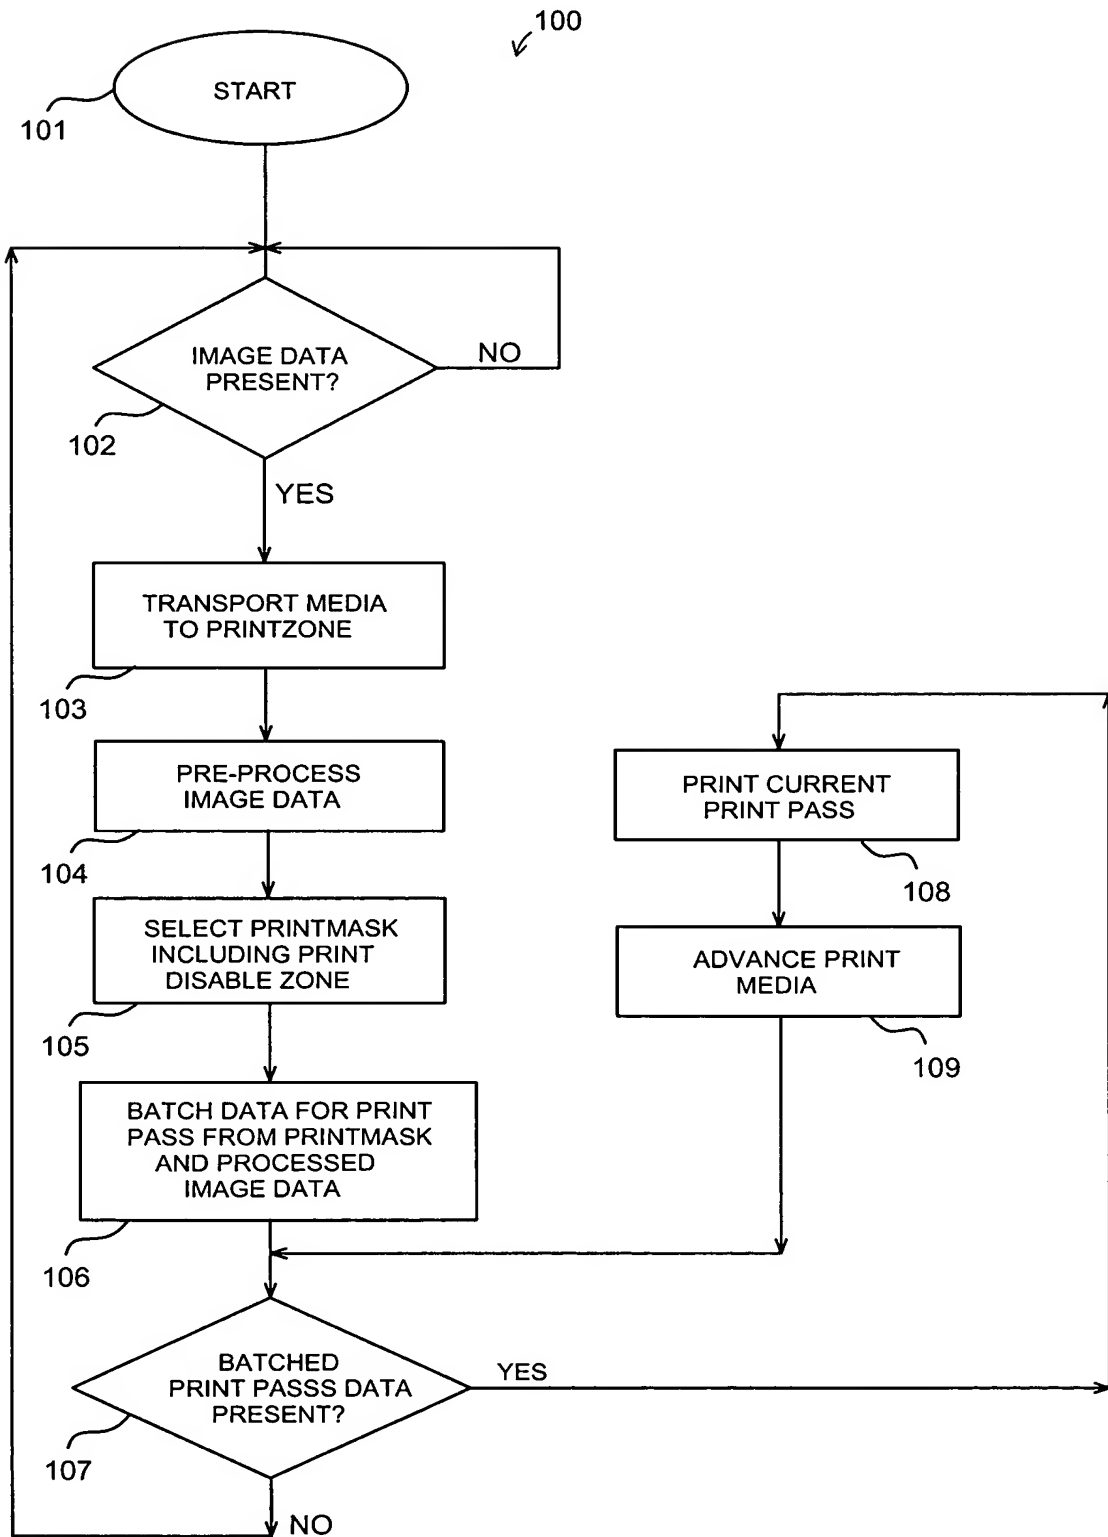 100
START
101
IMAGE DATA
PRESENT?
NO
102
YES
TRANSPORT MEDIA
TO PRINTZONE
103
PRE-PROCESS
IMAGE DATA
104
SELECT PRINTMASK
INCLUDING PRINT
DISABLE ZONE
105
BATCH DATA FOR PRINT
PASS FROM PRINTMASK
AND PROCESSED
IMAGE DATA
106
BATCHED
PRINT PASSS DATA
PRESENT?
YES
107
NO
PRINT CURRENT
PRINT PASS
108
ADVANCE PRINT
MEDIA
109